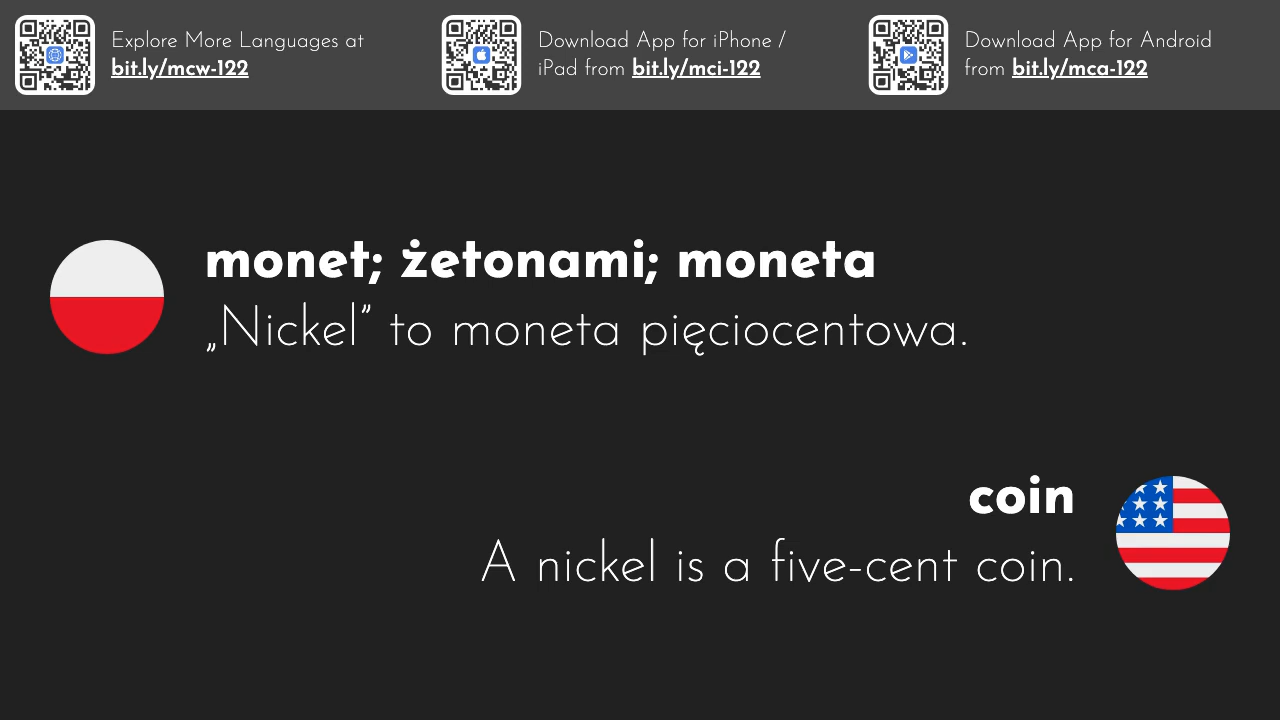 Explore More Languages at
bit.ly/mcw-122
Download App for iPhone /
iPad from bit.ly/mci-122
Download App for Android
from bit.ly/mca-122
monet; żetonami; moneta
„Nickel” to moneta pięciocentowa.
coin
A nickel is a five-cent coin.